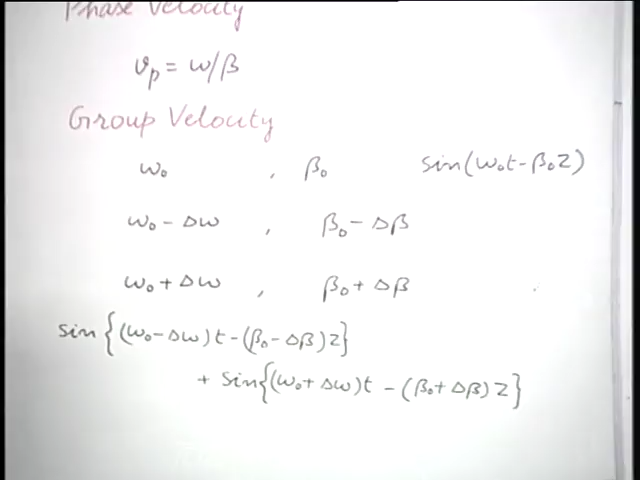 Phase Velocity
υp = ω/β
Group Velocity
ω₀ , β₀ sin(ω₀t-β₀z)
ω₀ - Δω , β₀ - Δβ
ω₀ + Δω , β₀ + Δβ
sin {(ω₀-Δω)t-(β₀-Δβ)z}
+ sin{(ω₀+Δω)t - (β₀+Δβ)z}